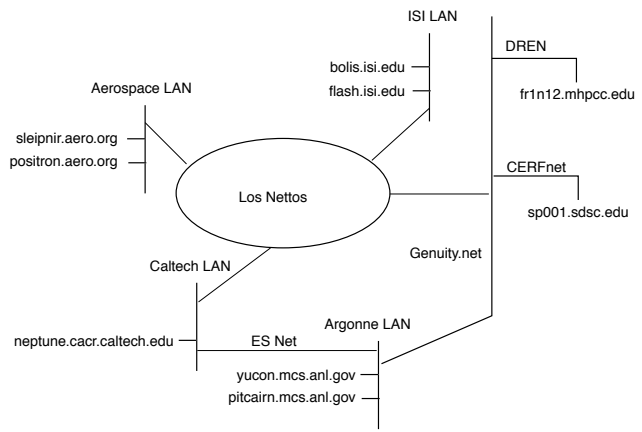 ISI LAN
DREN
bolis.isi.edu
flash.isi.edu
fr1n12.mhpcc.edu
Aerospace LAN
sleipnir.aero.org
positron.aero.org
CERFnet
Los Nettos
sp001.sdsc.edu
Genuity.net
Caltech LAN
Argonne LAN
neptune.cacr.caltech.edu
ES Net
yucon.mcs.anl.gov
pitcairn.mcs.anl.gov